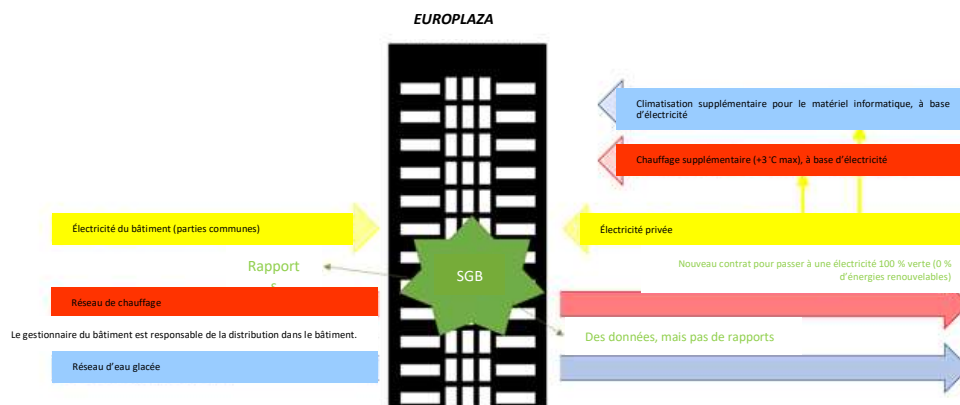 EUROPLAZA
Climatisation supplémentaire pour le matériel informatique, à base
d'électricité
Chauffage supplémentaire (+3 °C max), à base d'électricité
Électricité du bâtiment (parties communes)
Électricité privée
Rapport
SGB
Nouveau contrat pour passer à une électricité 100 % verte (0 %
d'énergies renouvelables)
Réseau de chauffage
Le gestionnaire du bâtiment est responsable de la distribution dans le bâtiment.
Des données, mais pas de rapports
Réseau d'eau glacée